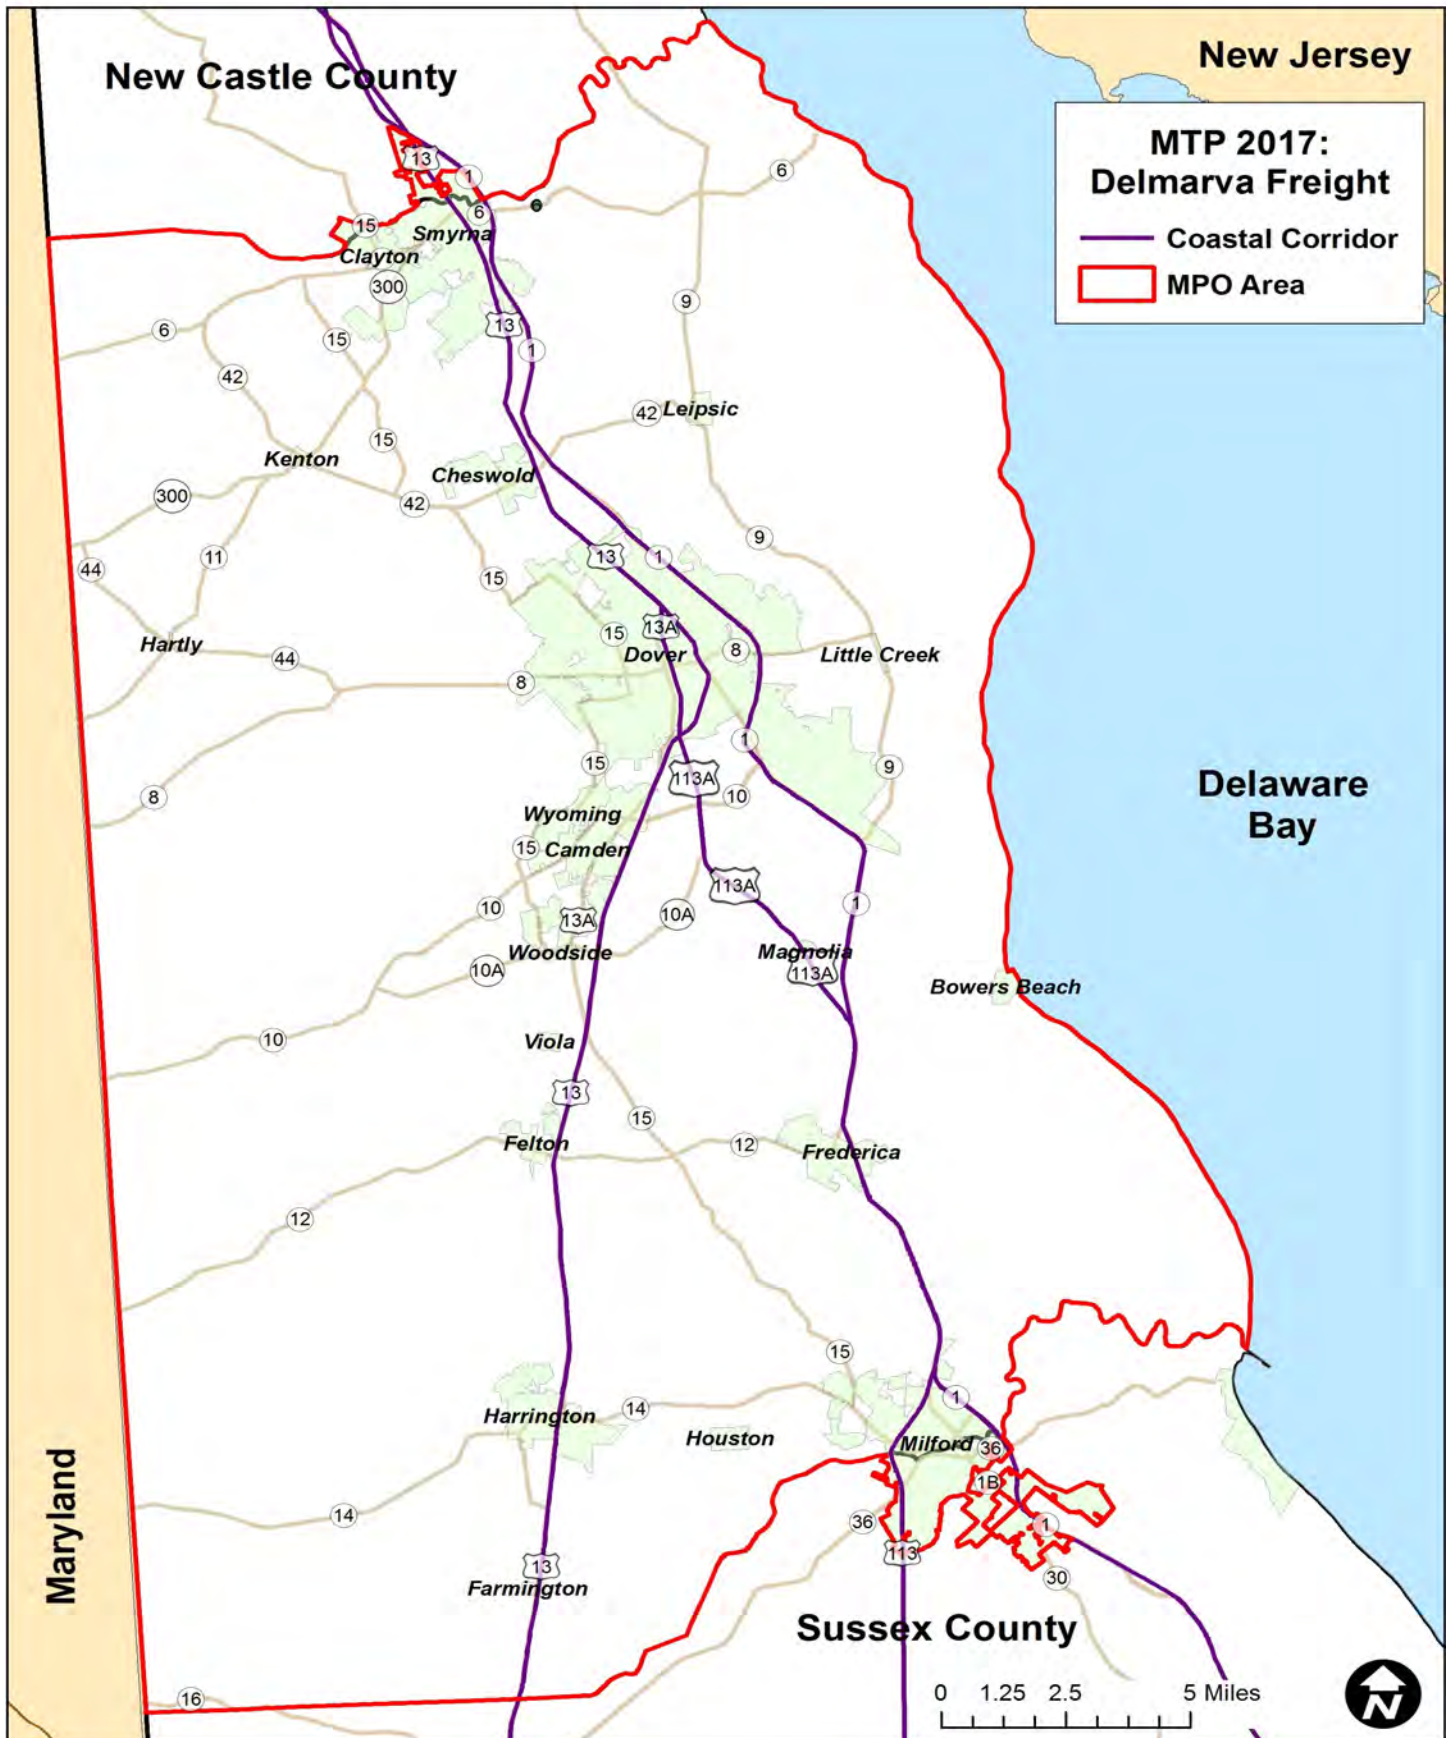 New Jersey
New Castle County
MTP 2017:
Delmarva Freight
Coastal Corridor
MPO Area
13
1
6
6
6
15
Smyrna
Clayton
300
9
13
6
15
1
42
42
Leipsic
15
Kenton
Cheswold
300
42
9
11
13
1
44
15
13A
15
Hartly
44
Dover
8
Little Creek
8
1
15
9
113A
Delaware
Bay
8
10
Wyoming
15
Camden
113A
10
13A
10A
1
Woodside
Magnolia
10A
113A
Bowers Beach
10
Viola
13
15
Felton
12
Frederica
12
15
1
Harrington
14
Houston
Milford
36
1B
14
36
1
113
Maryland
13
30
Farmington
Sussex County
16
0 1.25 2.5 5 Miles
N